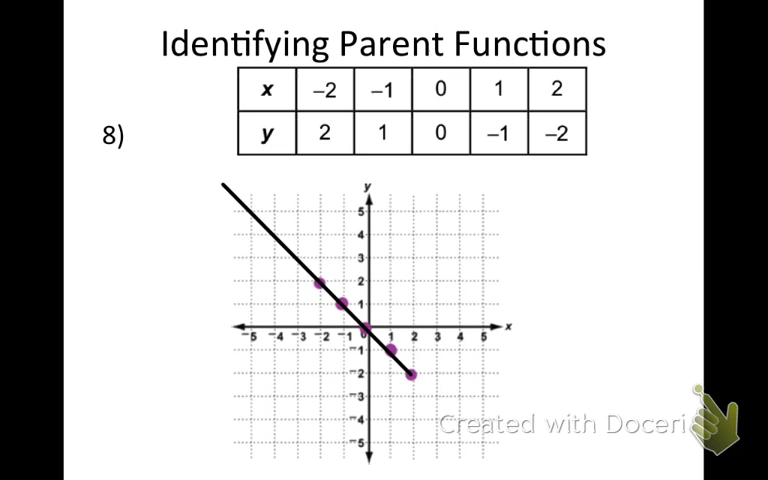 Identifying Parent Functions
x –2 –1 0 1 2
8)
y 2 1 0 –1 –2
y
5
4
3
2
1
–5 –4 –3 –2 –1 0 1 2 3 4 5 x
–1
–2
–3
–4
–5
Created with Doceri